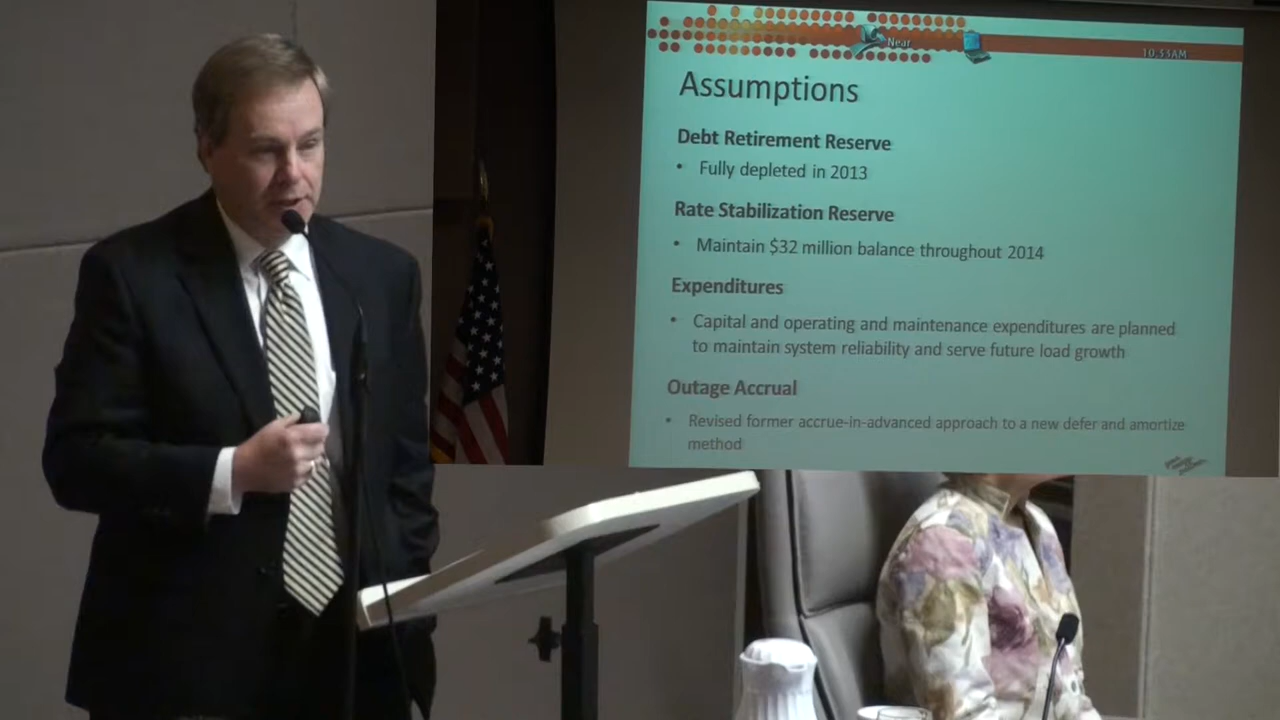 Near
10:53AM
Assumptions
Debt Retirement Reserve
• Fully depleted in 2013
Rate Stabilization Reserve
• Maintain $32 million balance throughout 2014
Expenditures
• Capital and operating and maintenance expenditures are planned
to maintain system reliability and serve future load growth
Outage Accrual
• Revised former accrue-in-advanced approach to a new defer and amortize
method